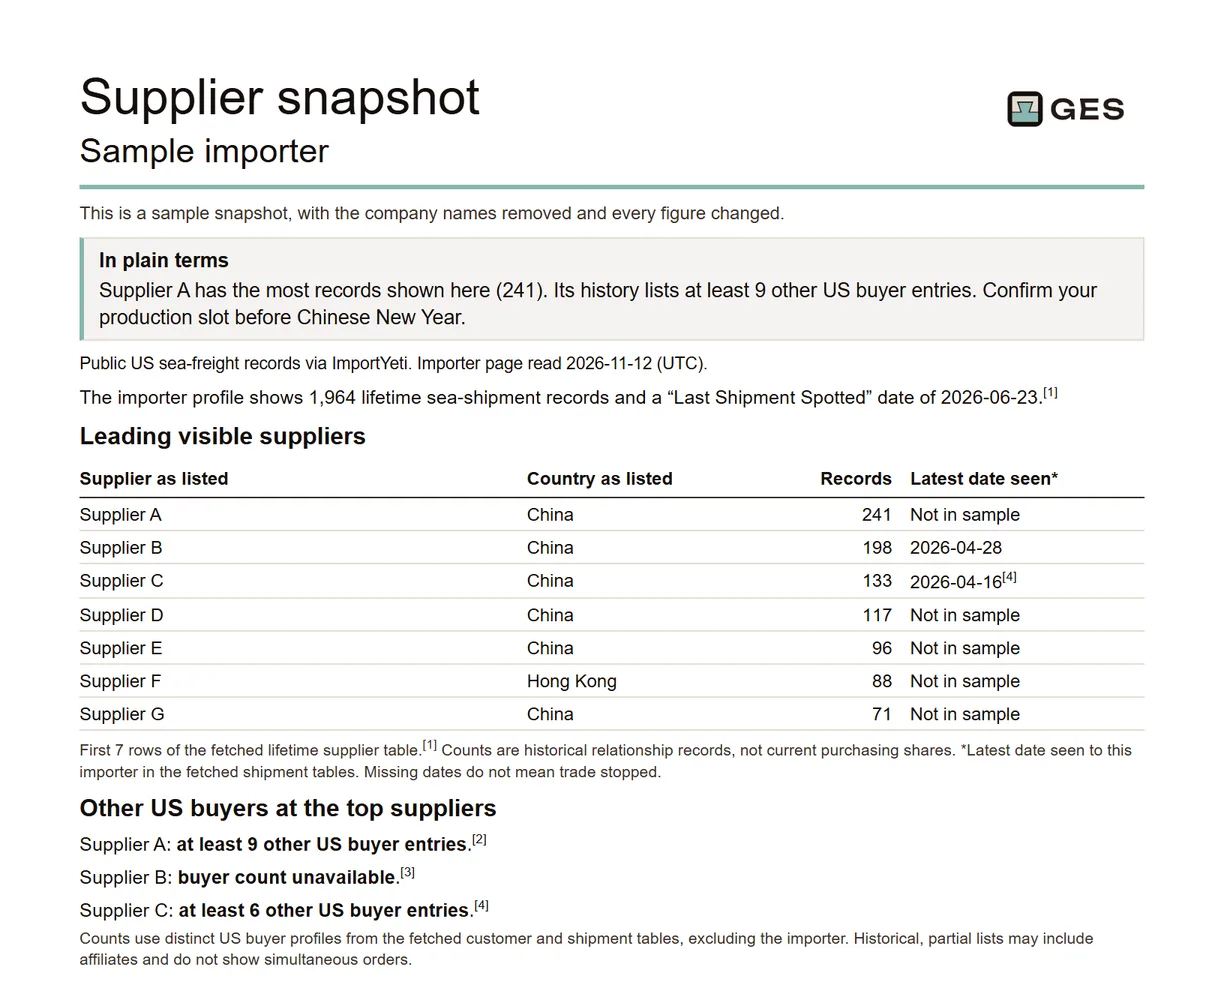 Supplier snapshot
GES
Sample importer
This is a sample snapshot, with the company names removed and every figure changed.
In plain terms
Supplier A has the most records shown here (241). Its history lists at least 9 other US buyer entries. Confirm your
production slot before Chinese New Year.
Public US sea-freight records via ImportYeti. Importer page read 2026-11-12 (UTC).
The importer profile shows 1,964 lifetime sea-shipment records and a “Last Shipment Spotted” date of 2026-06-23.[1]
Leading visible suppliers
Supplier as listed Country as listed Records Latest date seen*
Supplier A China 241 Not in sample
Supplier B China 198 2026-04-28
Supplier C China 133 2026-04-16[4]
Supplier D China 117 Not in sample
Supplier E China 96 Not in sample
Supplier F Hong Kong 88 Not in sample
Supplier G China 71 Not in sample
First 7 rows of the fetched lifetime supplier table.[1] Counts are historical relationship records, not current purchasing shares. *Latest date seen to this
importer in the fetched shipment tables. Missing dates do not mean trade stopped.
Other US buyers at the top suppliers
Supplier A: at least 9 other US buyer entries.[2]
Supplier B: buyer count unavailable.[3]
Supplier C: at least 6 other US buyer entries.[4]
Counts use distinct US buyer profiles from the fetched customer and shipment tables, excluding the importer. Historical, partial lists may include
affiliates and do not show simultaneous orders.